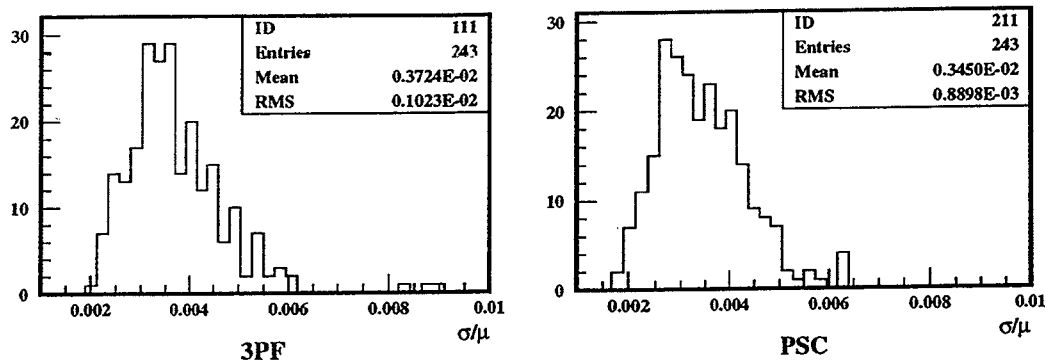 30
20
10
0
ID 111
Entries 243
Mean 0.3724E-02
RMS 0.1023E-02
0.002 0.004 0.006 0.008 0.01
σ/μ
3PF
30
20
10
0
ID 211
Entries 243
Mean 0.3450E-02
RMS 0.8898E-03
0.002 0.004 0.006 0.008 0.01
σ/μ
PSC